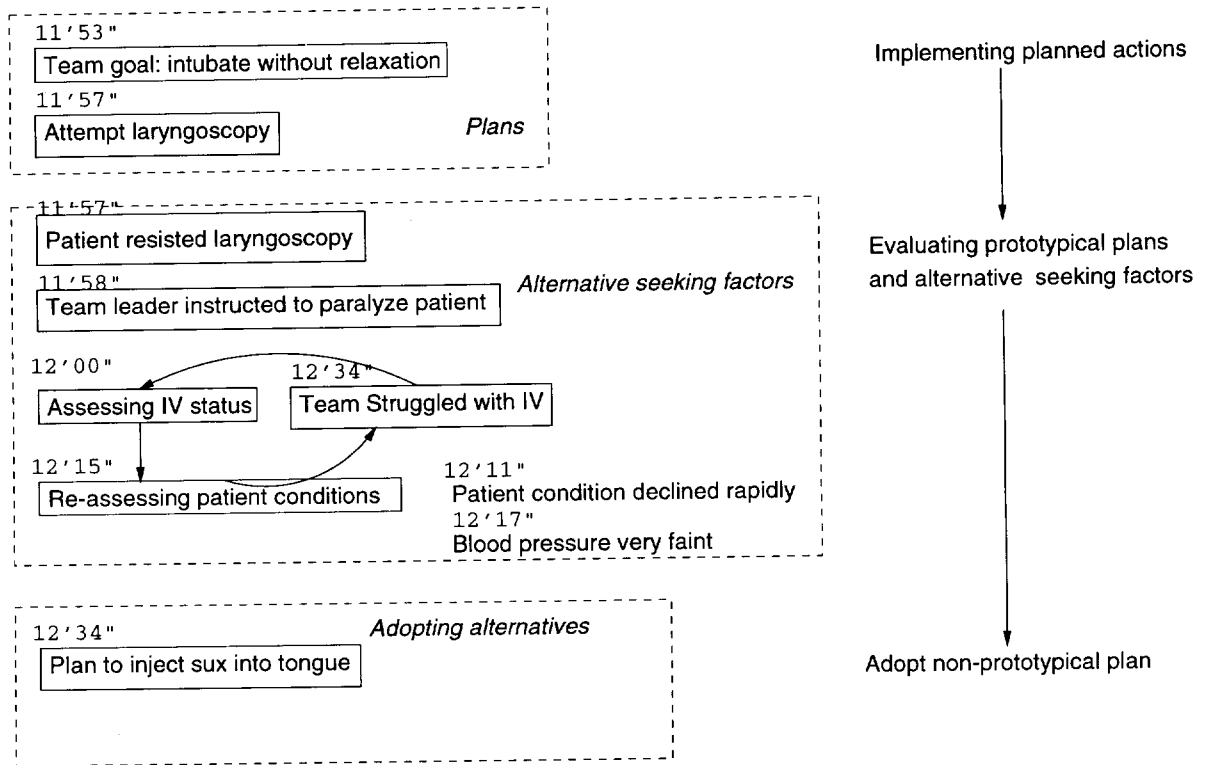 11'53"
Team goal: intubate without relaxation
11'57"
Attempt laryngoscopy
Plans
11'57"
Patient resisted laryngoscopy
11'58"
Team leader instructed to paralyze patient
Alternative seeking factors
12'00"
Assessing IV status
12'34"
Team Struggled with IV
12'15"
Re-assessing patient conditions
12'11"
Patient condition declined rapidly
12'17"
Blood pressure very faint
12'34"
Adopting alternatives
Plan to inject sux into tongue
Implementing planned actions
Evaluating prototypical plans
and alternative seeking factors
Adopt non-prototypical plan